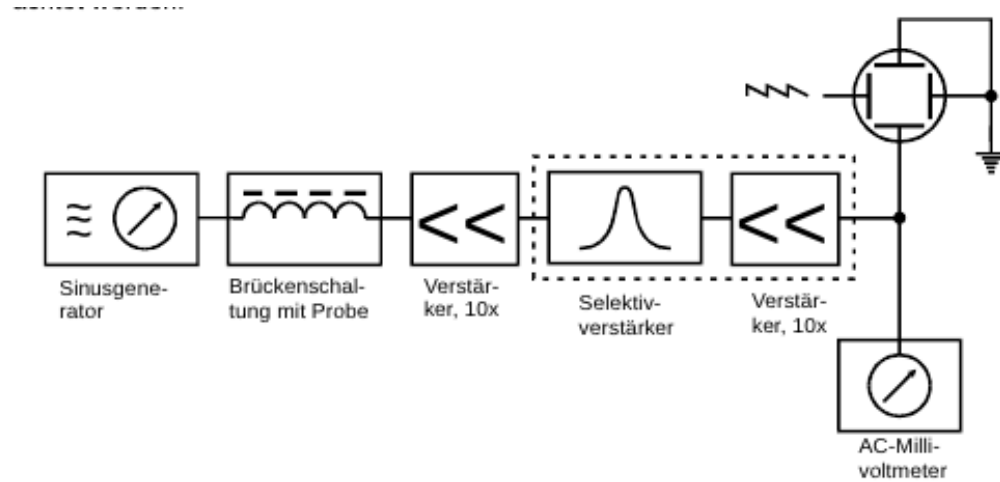 Sinusgene-
rator
Brückenschal-
tung mit Probe
Verstär-
ker, 10x
Selektiv-
verstärker
Verstär-
ker, 10x
AC-Milli-
voltmeter